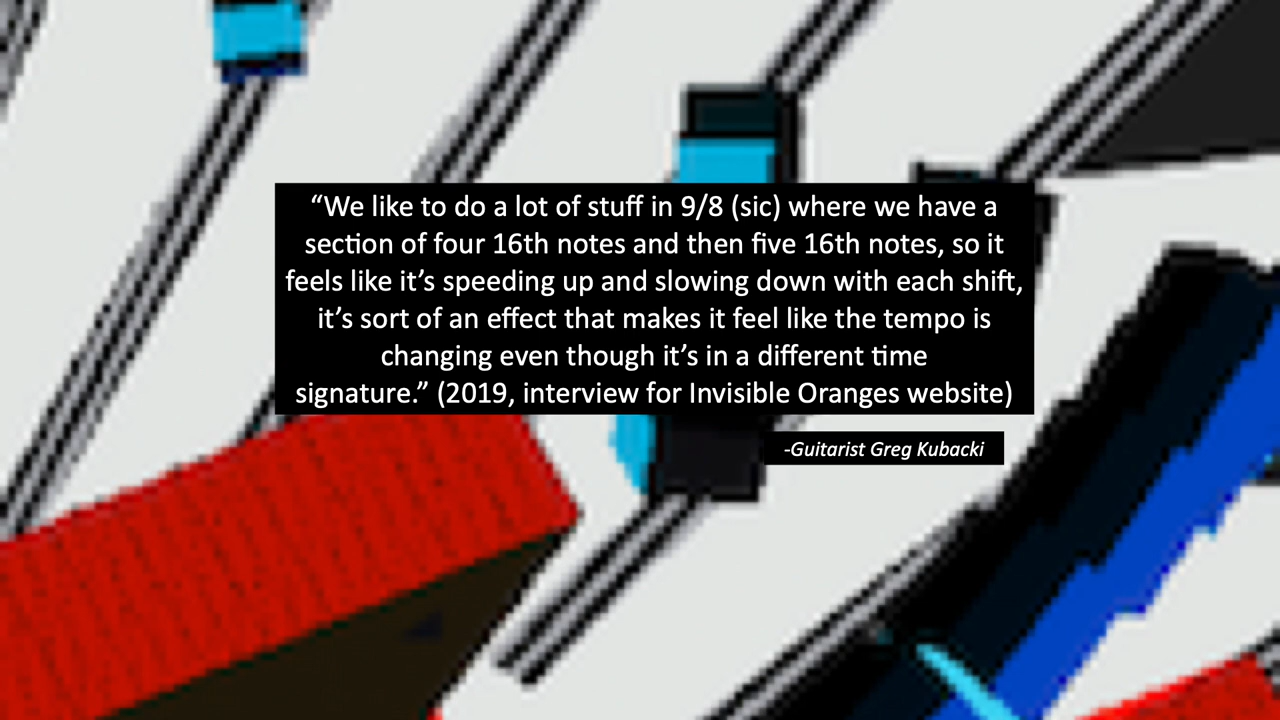 “We like to do a lot of stuff in 9/8 (sic) where we have a
section of four 16th notes and then five 16th notes, so it
feels like it’s speeding up and slowing down with each shift,
it’s sort of an effect that makes it feel like the tempo is
changing even though it’s in a different time
signature.” (2019, interview for Invisible Oranges website)
-Guitarist Greg Kubacki